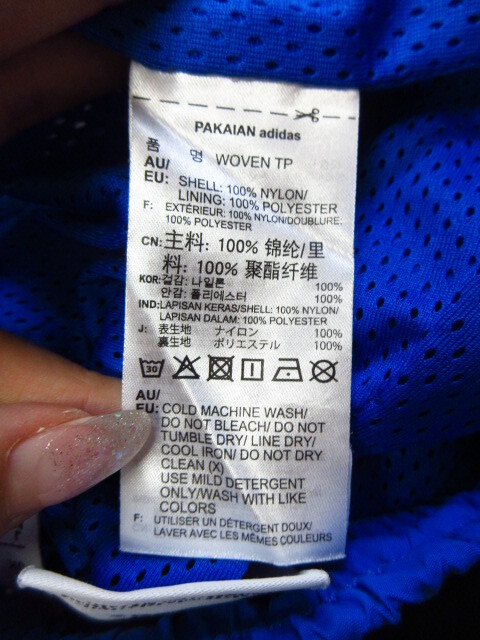 PAKAIAN adidas
품 명 WOVEN TP
AU/
EU: SHELL: 100% NYLON/
LINING: 100% POLYESTER
F: EXTÉRIEUR: 100% NYLON/DOUBLURE:
100% POLYESTER
CN: 主料: 100% 锦纶/里
料: 100% 聚酯纤维
KOR: 겉감: 나일론 100%
안감: 폴리에스터 100%
IND: LAPISAN KERAS/SHELL: 100% NYLON/
LAPISAN DALAM: 100% POLYESTER
J: 表生地 ナイロン 100%
裏生地 ポリエステル 100%
30
AU/
EU: COLD MACHINE WASH/
DO NOT BLEACH/ DO NOT
TUMBLE DRY/ LINE DRY/
COOL IRON/ DO NOT DRY
CLEAN (X)
USE MILD DETERGENT
ONLY/WASH WITH LIKE
COLORS
F: UTILISER UN DÉTERGENT DOUX/
LAVER AVEC LES MÊMES COULEURS